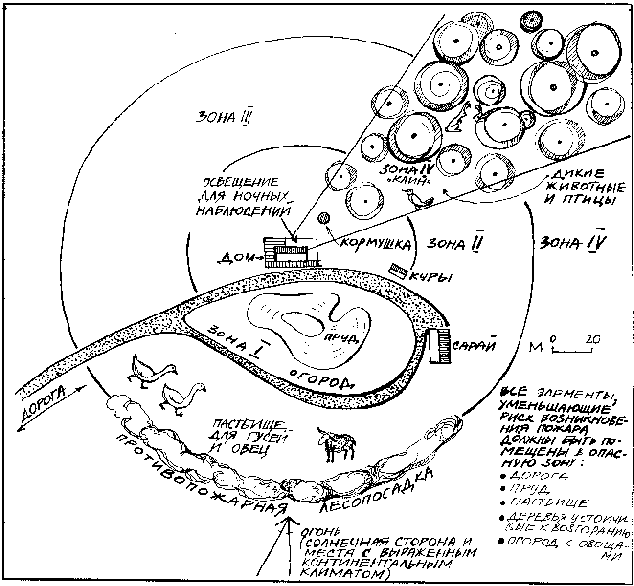 ЗОНА III
ОСВЕЩЕНИЕ
ДЛЯ НОЧНЫХ
НАБЛЮДЕНИЙ
ЗОНА IV
"КЛИН"
ДИКИЕ
ЖИВОТНЫЕ
И ПТИЦЫ
ДОМ
КОРМУШКА
ЗОНА II
ЗОНА IV
КУРЫ
ЗОНА I
ПРУД
ОГОРОД
САРАЙ
М 0 20
ДОРОГА
ПАСТБИЩЕ
ДЛЯ ГУСЕЙ
И ОВЕЦ
ПРОТИВОПОЖАРНАЯ ЛЕСОПОСАДКА
ОГОНЬ
(СОЛНЕЧНАЯ СТОРОНА И
МЕСТА С ВЫРАЖЕННЫМ
КОНТИНЕНТАЛЬНЫМ
КЛИМАТОМ)
ВСЕ ЭЛЕМЕНТЫ,
УМЕНЬШАЮЩИЕ
РИСК ВОЗНИКНОВЕ-
НИЯ ПОЖАРА
ДОЛЖНЫ БЫТЬ ПО-
МЕЩЕНЫ В ОПАС-
НУЮ ЗОНУ:
• ДОРОГА
• ПРУД
• ПАСТБИЩЕ
• ДЕРЕВЬЯ УСТОЙЧИ-
ВЫЕ К ВОЗГОРАНИЮ
• ОГОРОД С ОВОЩА-
МИ